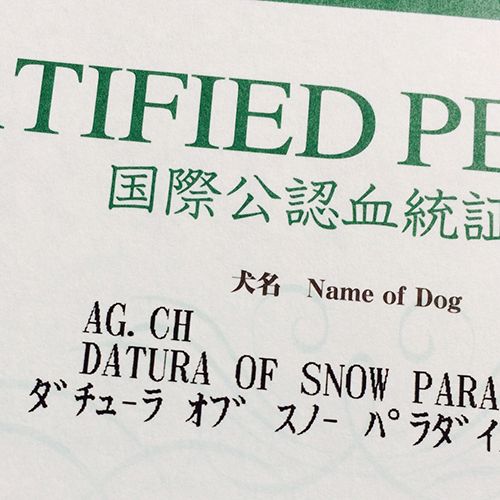 TIFIED PE
国際公認血統証
犬名 Name of Dog
AG. CH
DATURA OF SNOW PARA
ダチューラ オブ スノー パラダイ